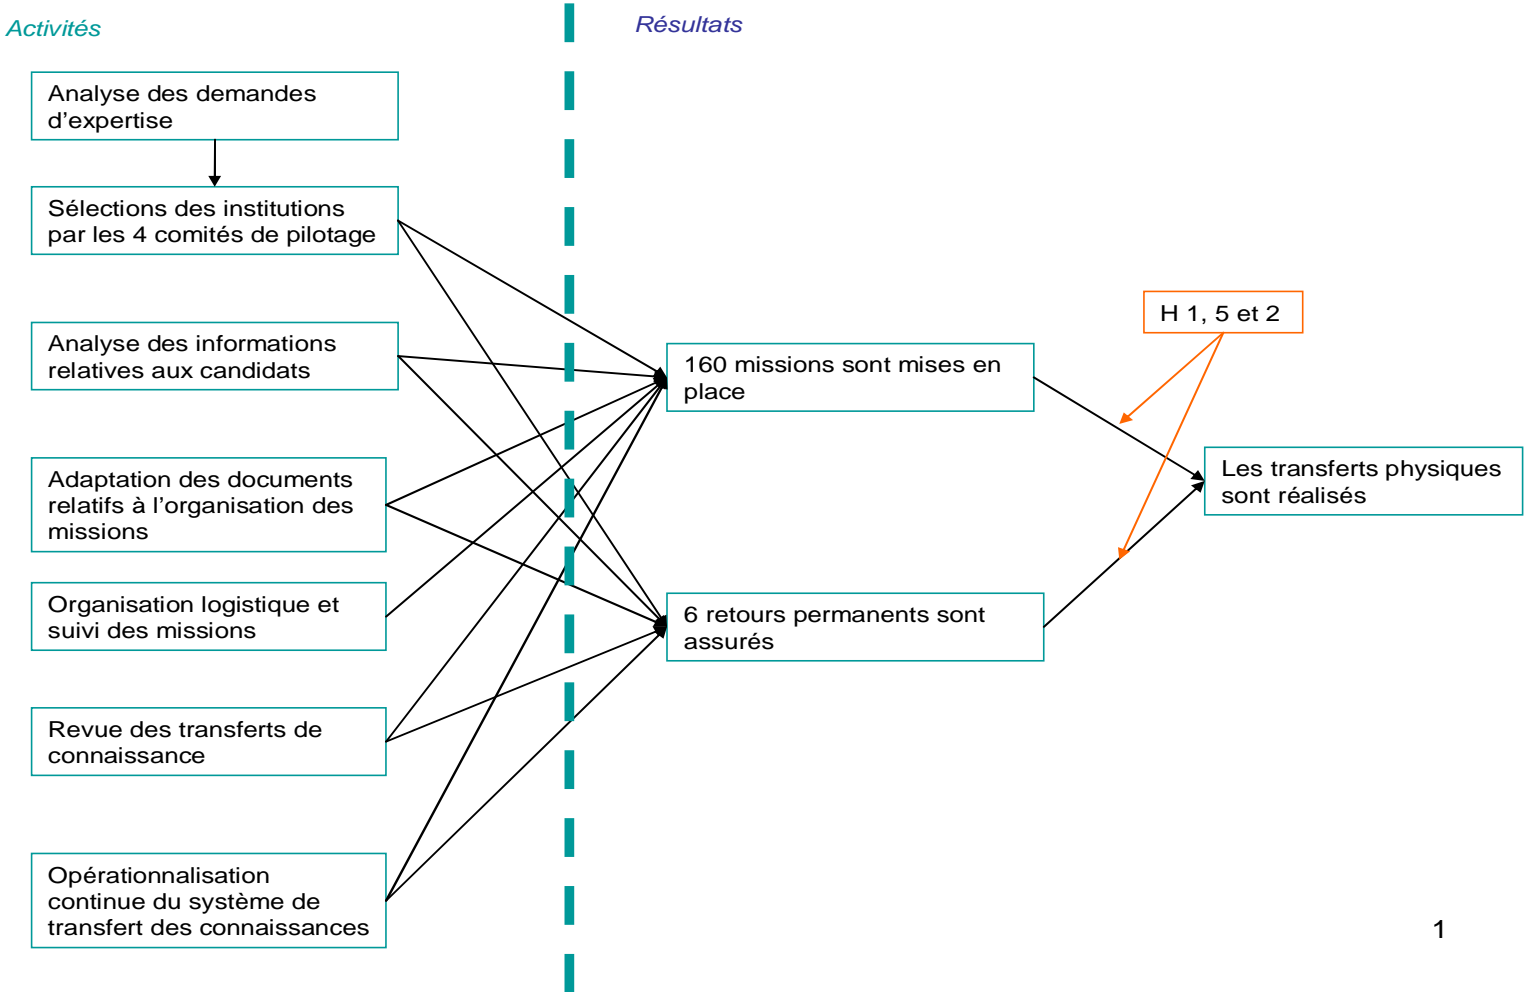 Activités
Résultats
Analyse des demandes
d’expertise
Sélections des institutions
par les 4 comités de pilotage
Analyse des informations
relatives aux candidats
Adaptation des documents
relatifs à l’organisation des
missions
Organisation logistique et
suivi des missions
Revue des transferts de
connaissance
Opérationnalisation
continue du système de
transfert des connaissances
160 missions sont mises en
place
6 retours permanents sont
assurés
H 1, 5 et 2
Les transferts physiques
sont réalisés
1